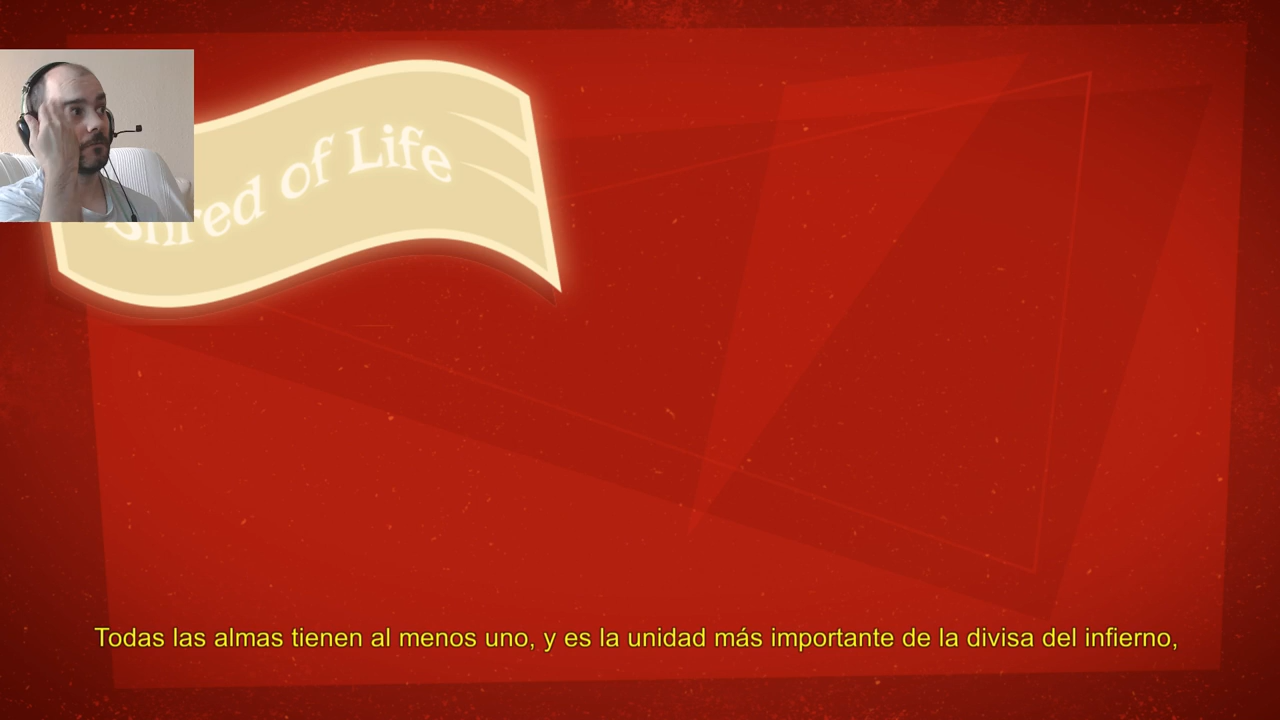 Shred of Life
Todas las almas tienen al menos uno, y es la unidad más importante de la divisa del infierno,